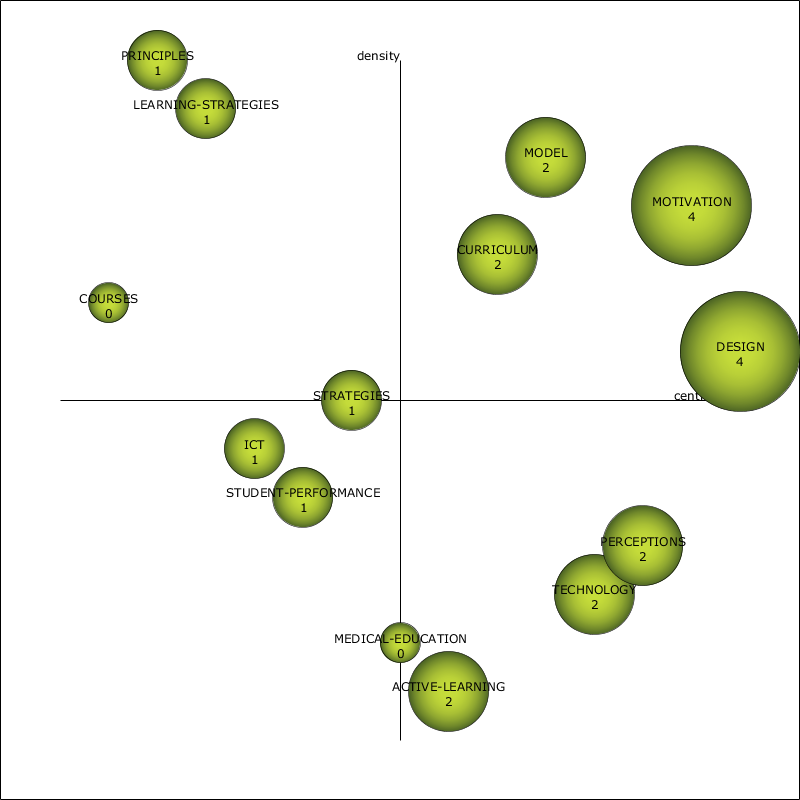 PRINCIPLES
1
density
LEARNING-STRATEGIES
1
MODEL
2
MOTIVATION
4
CURRICULUM
2
COURSES
0
DESIGN
4
STRATEGIES
1
ICT
1
STUDENT-PERFORMANCE
1
PERCEPTIONS
2
TECHNOLOGY
2
MEDICAL-EDUCATION
0
ACTIVE-LEARNING
2